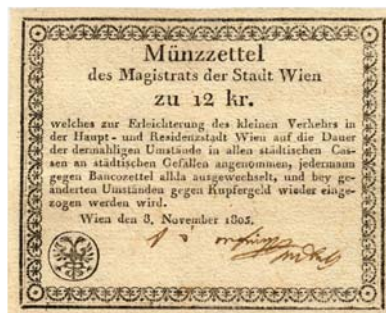 Münzzettel
des Magistrats der Stadt Wien
zu 12 kr.
welches zur Erleichterung des kleinen Verkehrs in
der Haupt- und Residenzstadt Wien auf die Dauer
der dermahligen Umstände in allen städtischen Cas-
sen an städtischen Gefällen angenommen, jedermann
gegen Bancozettel allda ausgewechselt, und bey ge-
änderten Umständen gegen Kupfergeld wieder einge-
zogen werden wird.
Wien den 8. November 1805.